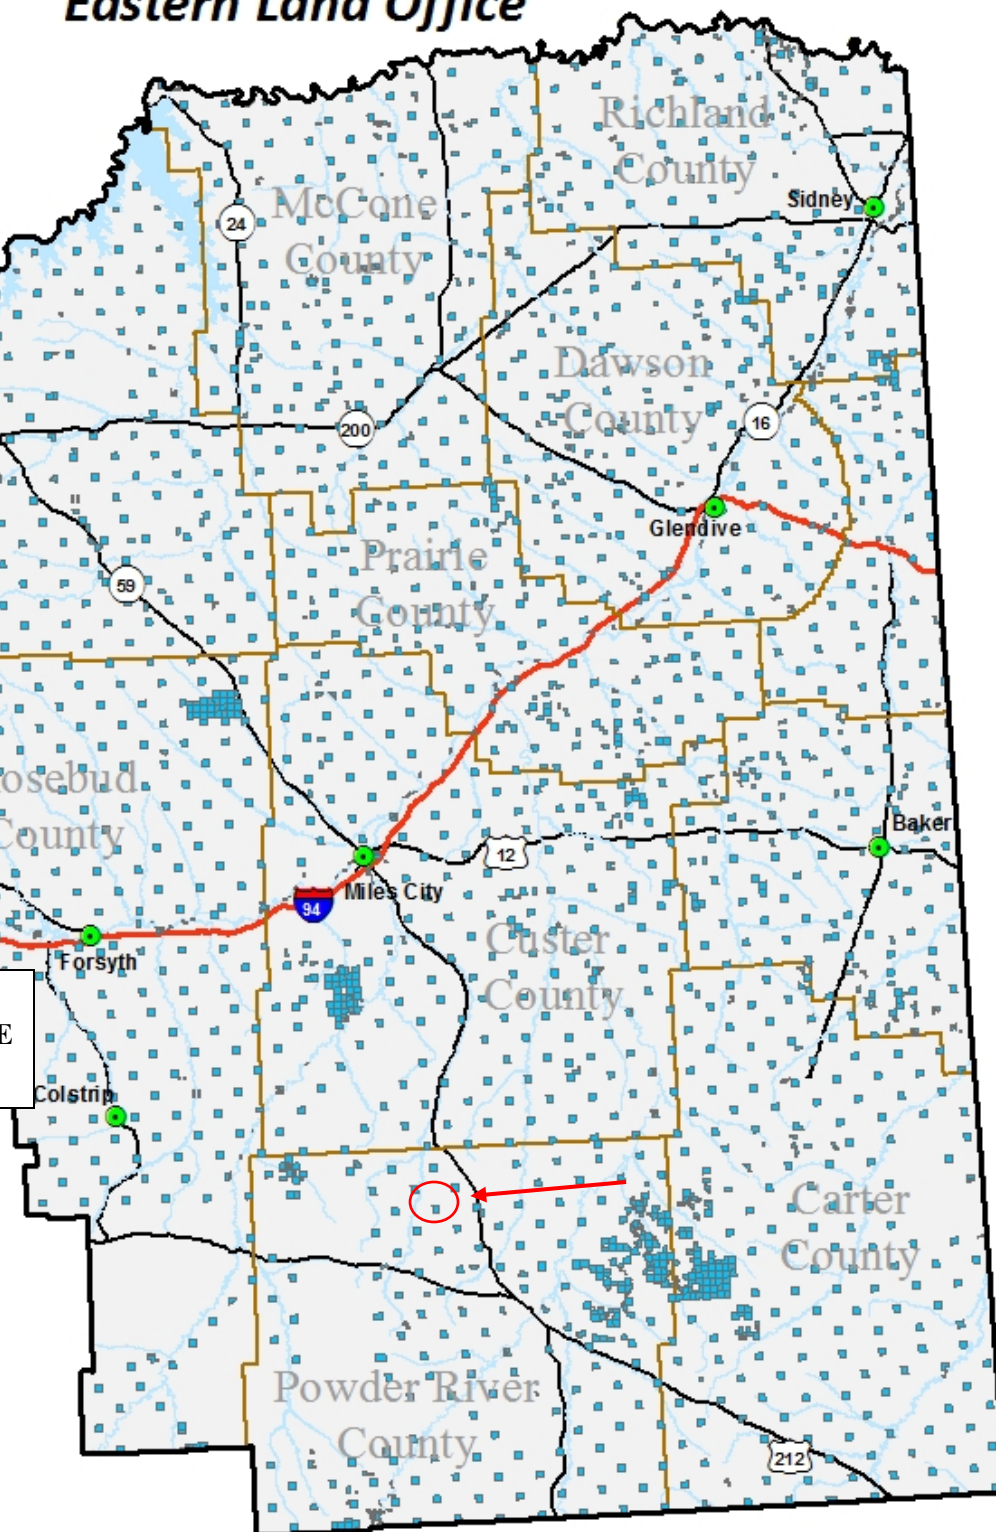 Eastern Land Office
Richland
County
Sidney
McCone
County
24
Dawson
County
16
200
Glendive
Prairie
County
59
osebud
County
Baker
12
Miles City
94
Custer
County
Forsyth
E
Colstrip
Carter
County
Powder River
County
212